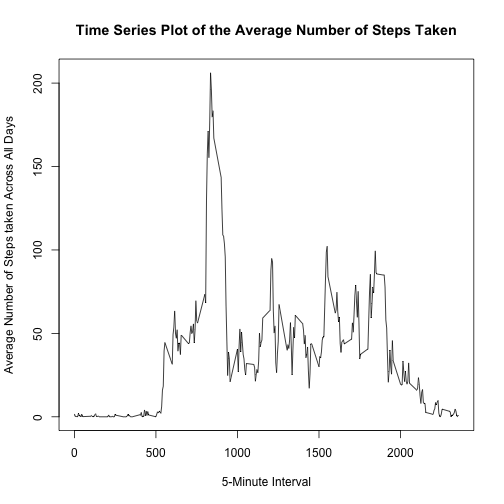 Time Series Plot of the Average Number of Steps Taken
Average Number of Steps taken Across All Days
200
150
100
50
0
0 500 1000 1500 2000
5-Minute Interval